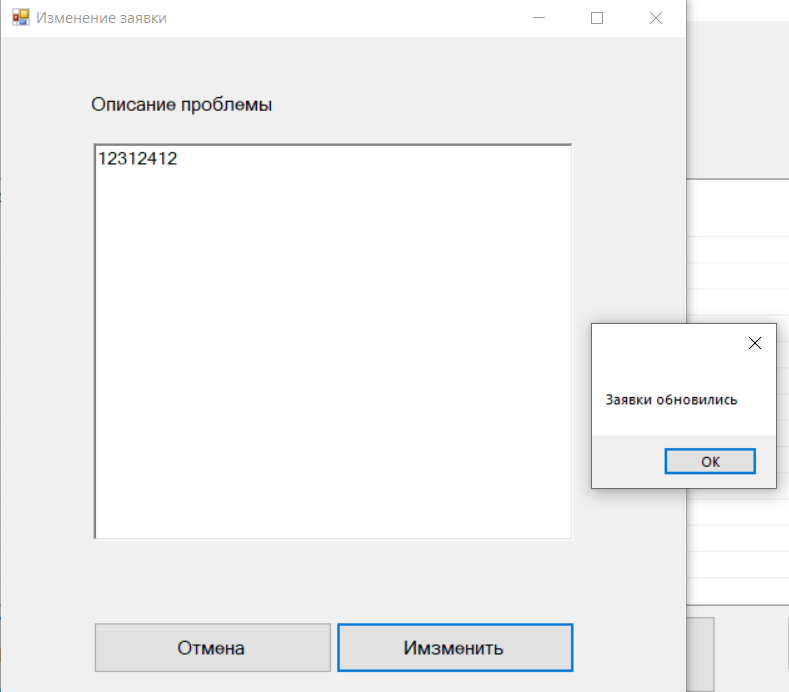 Изменение заявки
Описание проблемы
12312412
Заявки обновились
OK
Отмена
Имзменить